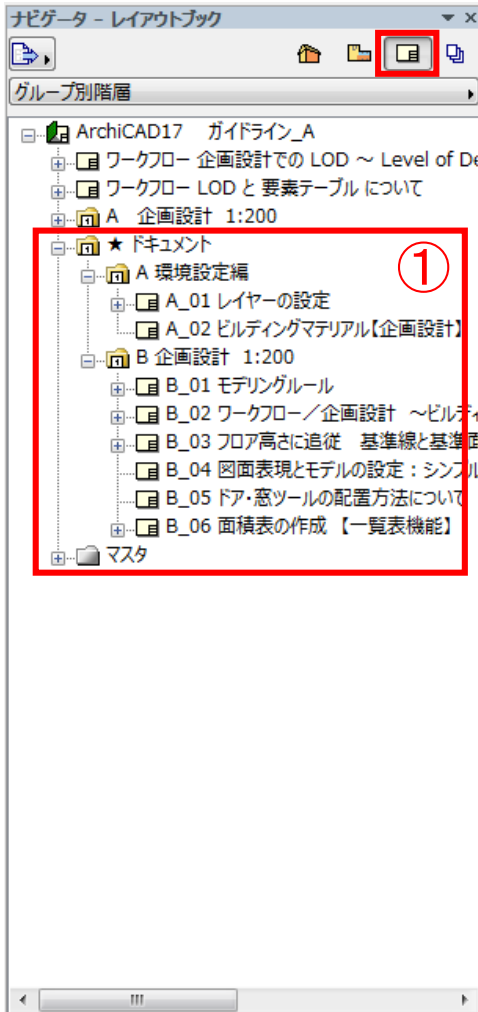 ナビゲータ - レイアウトブック
グループ別階層
ArchiCAD17 ガイドライン_A
ワークフロー 企画設計での LOD ～ Level of De
ワークフロー LOD と 要素テーブル について
A 企画設計 1:200
★ ドキュメント
①
A 環境設定編
A_01 レイヤーの設定
A_02 ビルディングマテリアル【企画設計】
B 企画設計 1:200
B_01 モデリングルール
B_02 ワークフロー／企画設計 ～ビルディ
B_03 フロア高さに追従 基準線と基準面
B_04 図面表現とモデルの設定：シンプル
B_05 ドア・窓ツールの配置方法について
B_06 面積表の作成 【一覧表機能】
マスタ